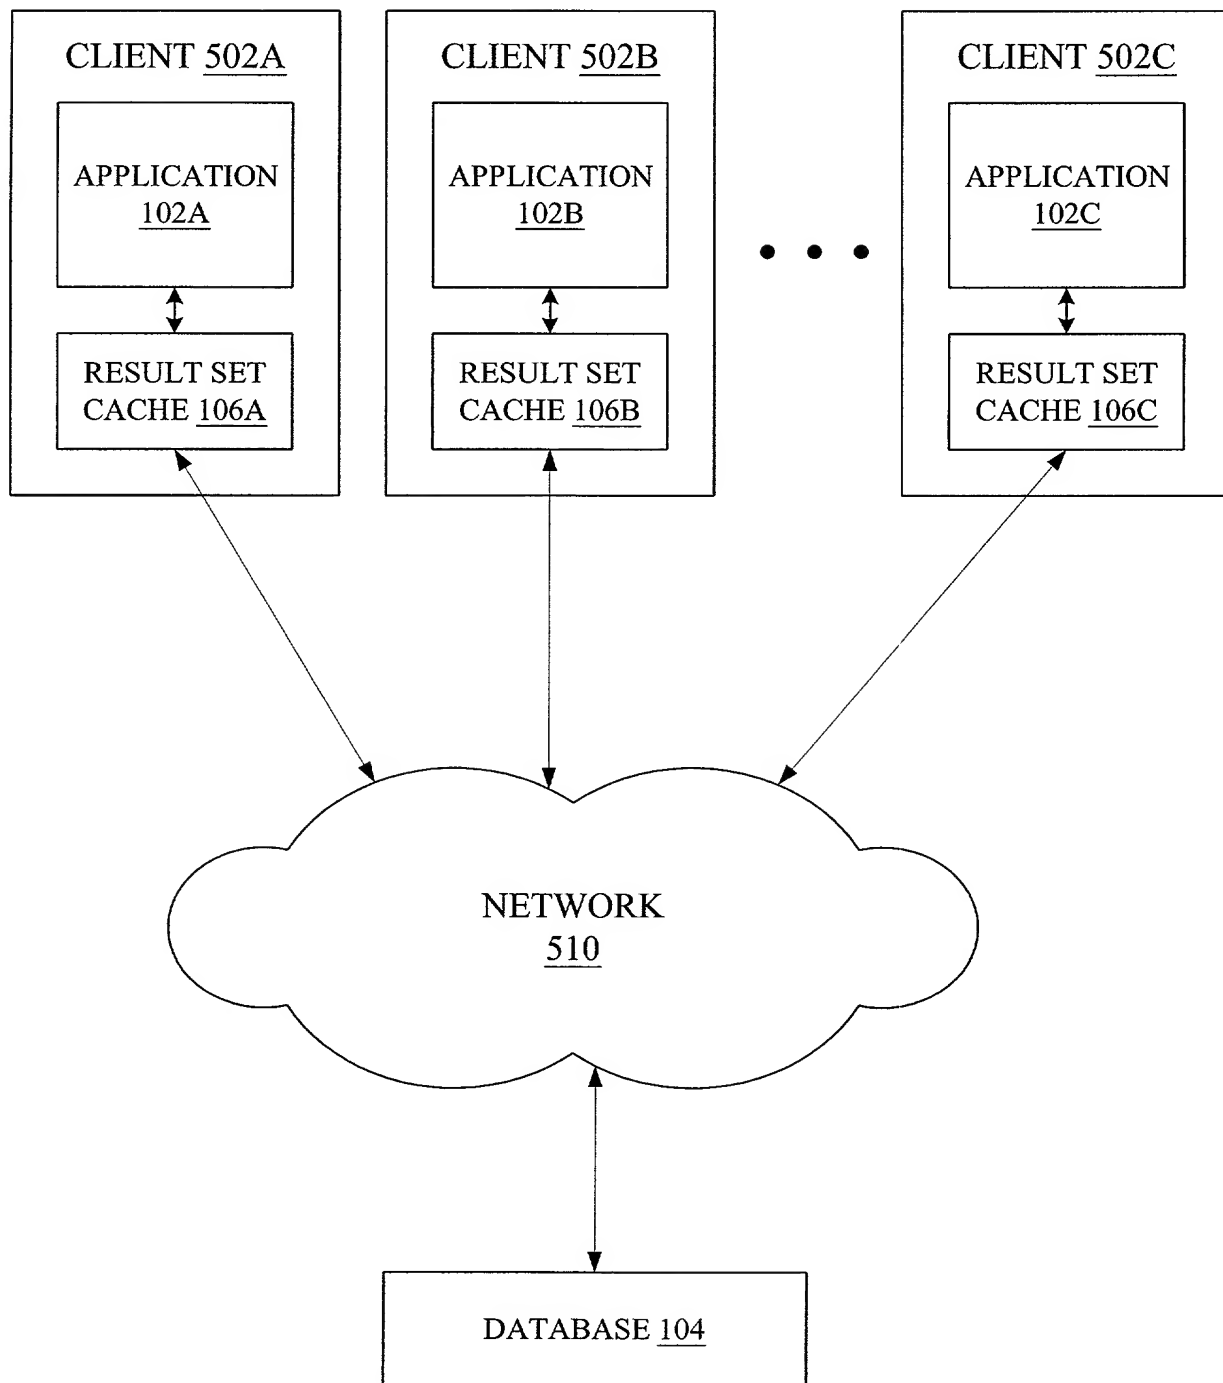 CLIENT 502A
APPLICATION
102A
RESULT SET
CACHE 106A
CLIENT 502B
APPLICATION
102B
RESULT SET
CACHE 106B
CLIENT 502C
APPLICATION
102C
RESULT SET
CACHE 106C
NETWORK
510
DATABASE 104